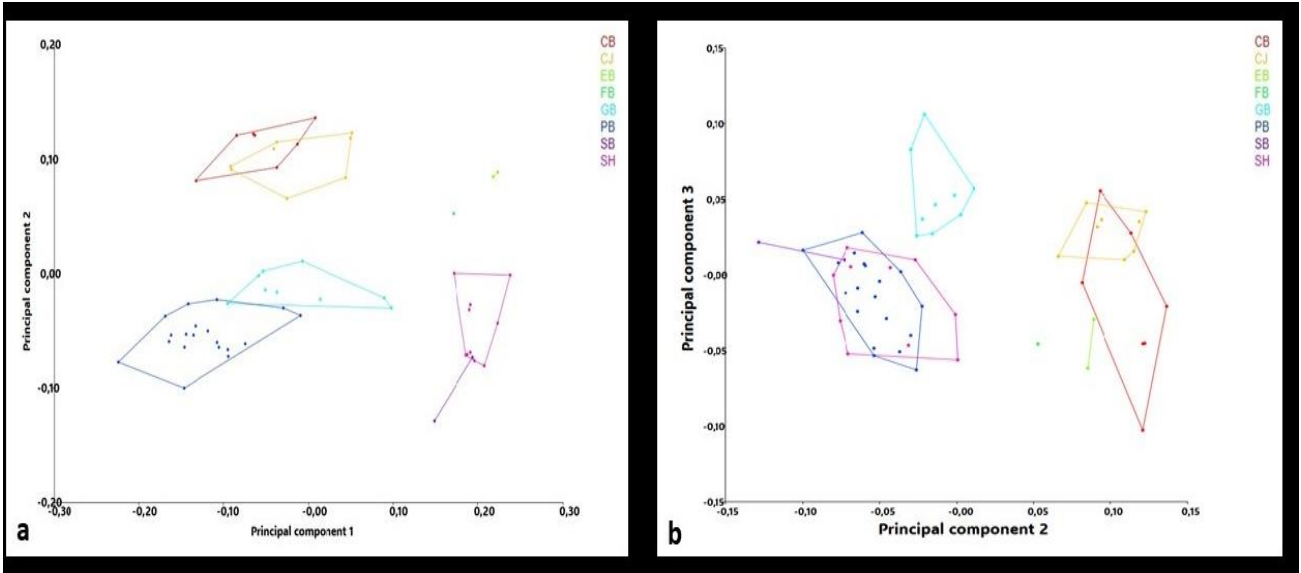 0,20
0,10
0,00
-0,10
-0,20
Principal component 2
-0,30
-0,20
-0,10
-0,00
0,10
0,20
0,30
Principal component 1
CB
CJ
EB
FB
GB
PB
SB
SH
a
0,15
0,10
0,05
-0,00
-0,05
-0,10
-0,15
Principal component 3
-0,15
-0,10
-0,05
-0,00
0,05
0,10
0,15
Principal component 2
CB
CJ
EB
FB
GB
PB
SB
SH
b